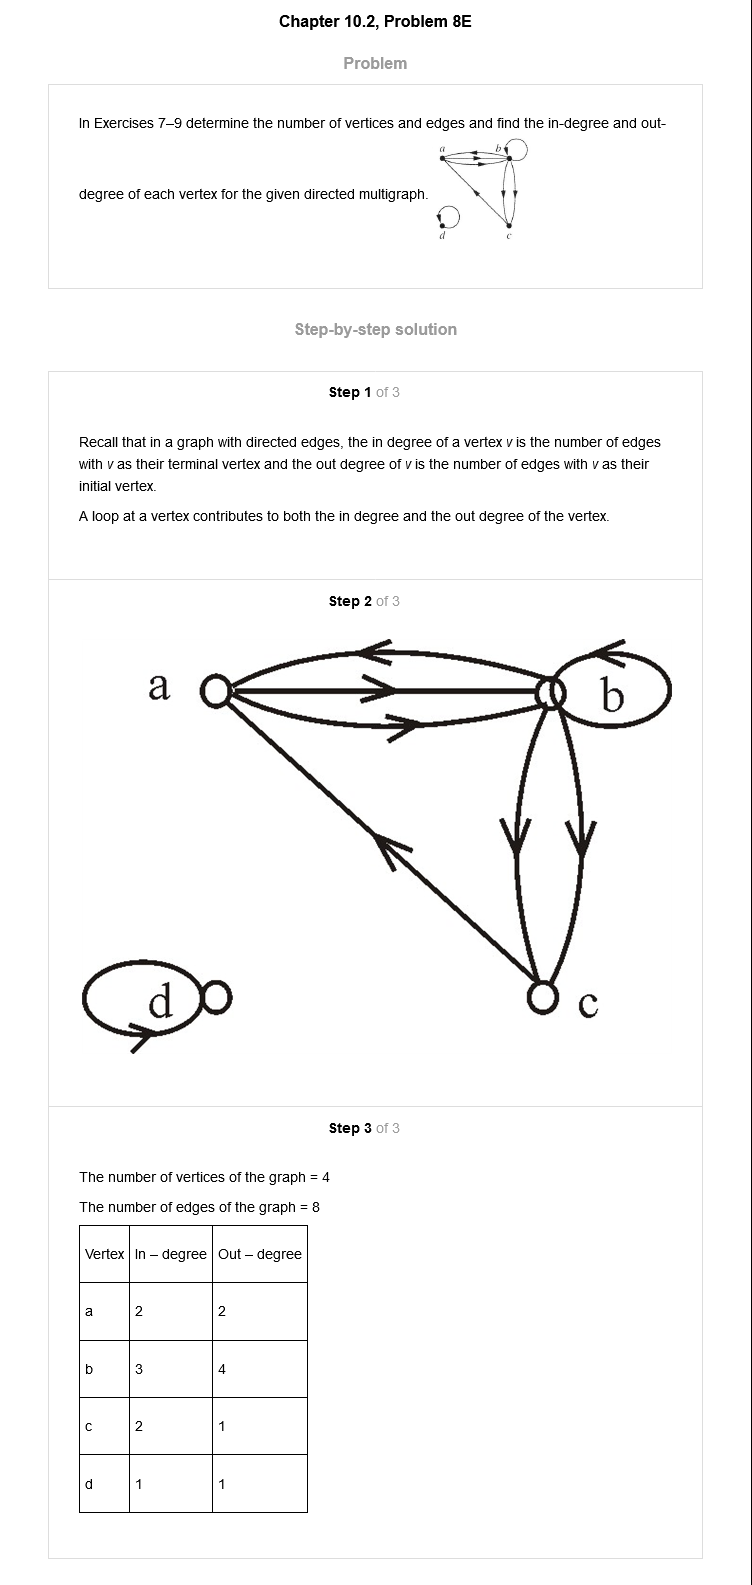 Chapter 10.2, Problem 8E
Problem
In Exercises 7–9 determine the number of vertices and edges and find the in-degree and out-
a
b
degree of each vertex for the given directed multigraph.
d
c
Step-by-step solution
Step 1 of 3
Recall that in a graph with directed edges, the in degree of a vertex v is the number of edges
with v as their terminal vertex and the out degree of v is the number of edges with v as their
initial vertex.
A loop at a vertex contributes to both the in degree and the out degree of the vertex.
Step 2 of 3
a
b
d
c
Step 3 of 3
The number of vertices of the graph = 4
The number of edges of the graph = 8
Vertex In – degree Out – degree
a 2 2
b 3 4
c 2 1
d 1 1